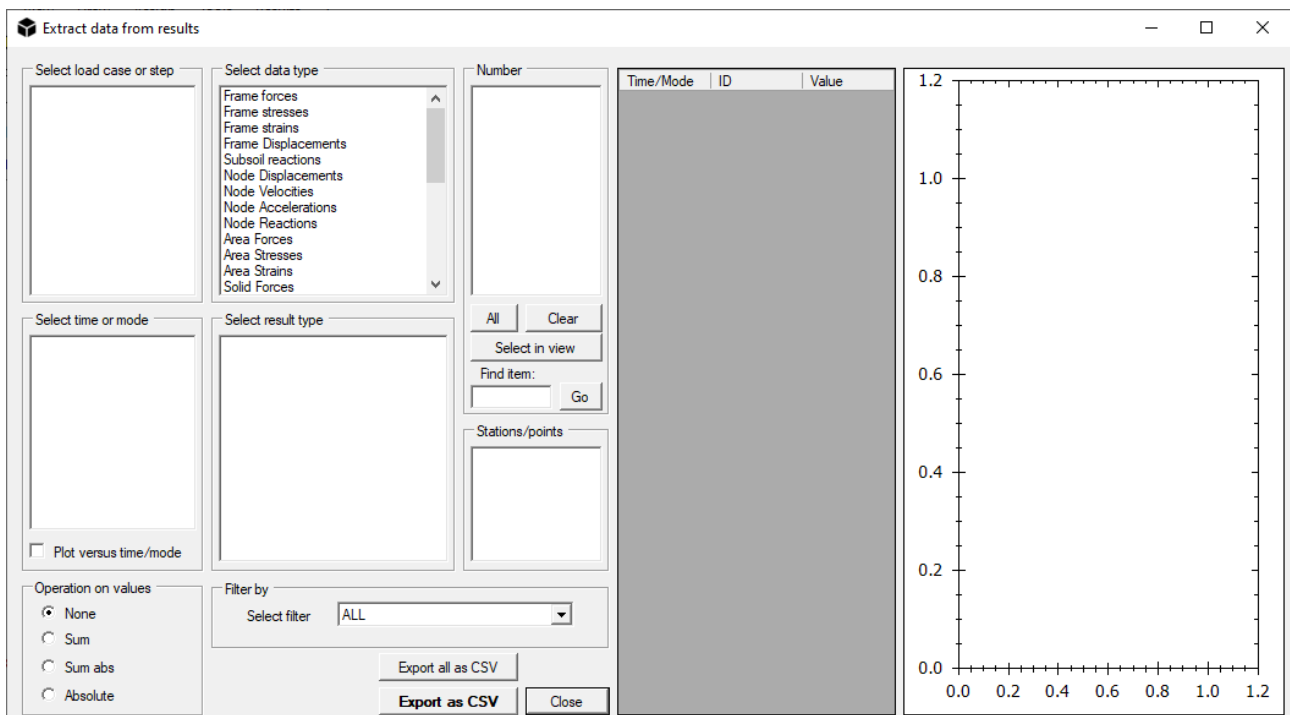 Extract data from results
Select load case or step
Select data type
Frame forces
Frame stresses
Frame strains
Frame Displacements
Subsoil reactions
Node Displacements
Node Velocities
Node Accelerations
Node Reactions
Area Forces
Area Stresses
Area Strains
Solid Forces
Number
All
Clear
Select in view
Find item:
Go
Select time or mode
Plot versus time/mode
Select result type
Stations/points
Operation on values
None
Sum
Sum abs
Absolute
Filter by
Select filter
ALL
Export all as CSV
Export as CSV
Close
Time/Mode ID Value
1.2
1.0
0.8
0.6
0.4
0.2
0.0
0.0 0.2 0.4 0.6 0.8 1.0 1.2